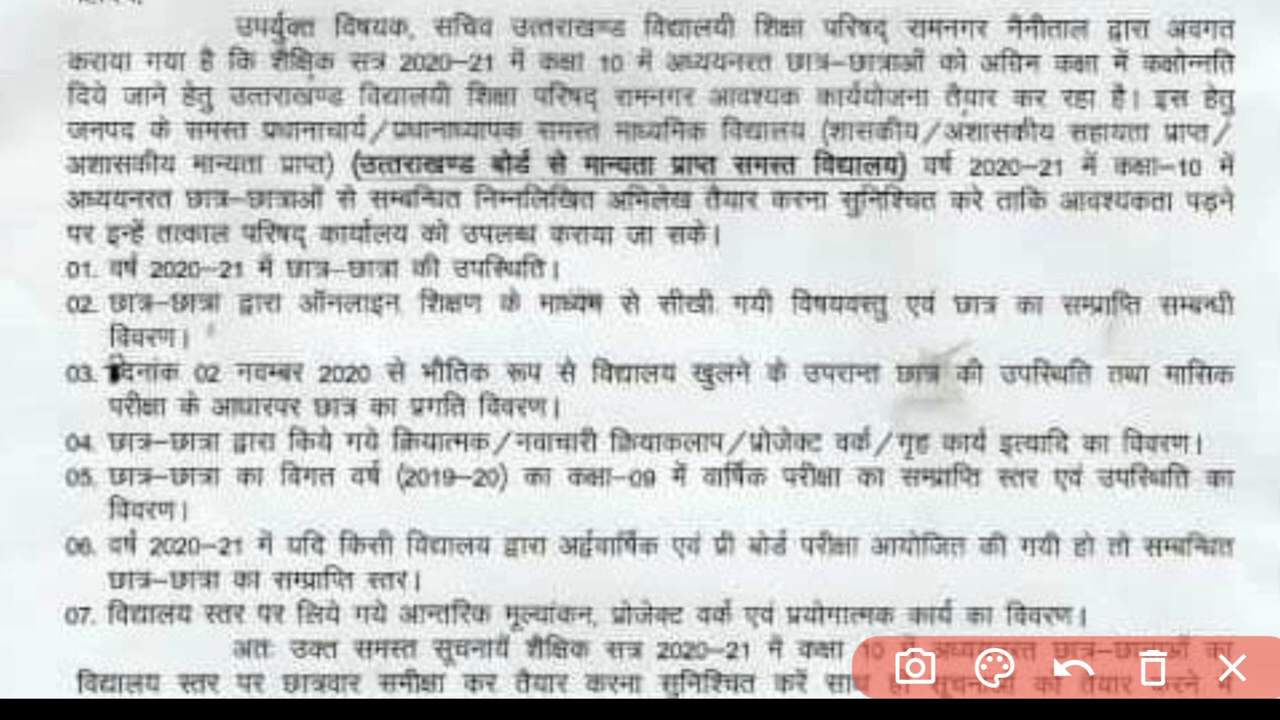 उपर्युक्त विषयक, सचिव उत्तराखण्ड विद्यालयी शिक्षा परिषद् रामनगर नैनीताल द्वारा अवगत
कराया गया है कि शैक्षिक सत्र 2020–21 में कक्षा 10 में अध्ययनरत छात्र–छात्राओं को अग्रिम कक्षा में कक्षोन्नति
दिये जाने हेतु उत्तराखण्ड विद्यालयी शिक्षा परिषद् रामनगर आवश्यक कार्ययोजना तैयार कर रहा है। इस हेतु
जनपद के समस्त प्रधानाचार्य/प्रधानाध्यापक समस्त माध्यमिक विद्यालय (शासकीय/अशासकीय सहायता प्राप्त/
अशासकीय मान्यता प्राप्त) (उत्तराखण्ड बोर्ड से मान्यता प्राप्त समस्त विद्यालय) वर्ष 2020–21 में कक्षा–10 में
अध्ययनरत छात्र–छात्राओं से सम्बन्धित निम्नलिखित अभिलेख तैयार करना सुनिश्चित करे ताकि आवश्यकता पड़ने
पर इन्हें तत्काल परिषद् कार्यालय को उपलब्ध कराया जा सके।
01. वर्ष 2020–21 में छात्र–छात्रा की उपस्थिति।
02. छात्र–छात्रा द्वारा ऑनलाइन शिक्षण के माध्यम से सीखी गयी विषयवस्तु एवं छात्र का सम्प्राप्ति सम्बन्धी
विवरण।
03. दिनांक 02 नवम्बर 2020 से भौतिक रूप से विद्यालय खुलने के उपरान्त छात्र की उपस्थिति तथा मासिक
परीक्षा के आधारपर छात्र का प्रगति विवरण।
04. छात्र–छात्रा द्वारा किये गये क्रियात्मक/नवाचारी क्रियाकलाप/प्रोजेक्ट वर्क/गृह कार्य इत्यादि का विवरण।
05. छात्र–छात्रा का विगत वर्ष (2019–20) का कक्षा–09 में वार्षिक परीक्षा का सम्प्राप्ति स्तर एवं उपस्थिति का
विवरण।
06. वर्ष 2020–21 में यदि किसी विद्यालय द्वारा अर्द्ववार्षिक एवं प्री बोर्ड परीक्षा आयोजित की गयी हो तो सम्बन्धित
छात्र–छात्रा का सम्प्राप्ति स्तर।
07. विद्यालय स्तर पर लिये गये आन्तरिक मूल्यांकन, प्रोजेक्ट वर्क एवं प्रयोगात्मक कार्य का विवरण।
अतः उक्त समस्त सूचनायें शैक्षिक सत्र 2020–21 में कक्षा 10 में अध्ययनरत छात्र–छात्राओं का
विद्यालय स्तर पर छात्रवार समीक्षा कर तैयार करना सुनिश्चित करें साथ ही सूचनाओं को तैयार करने में